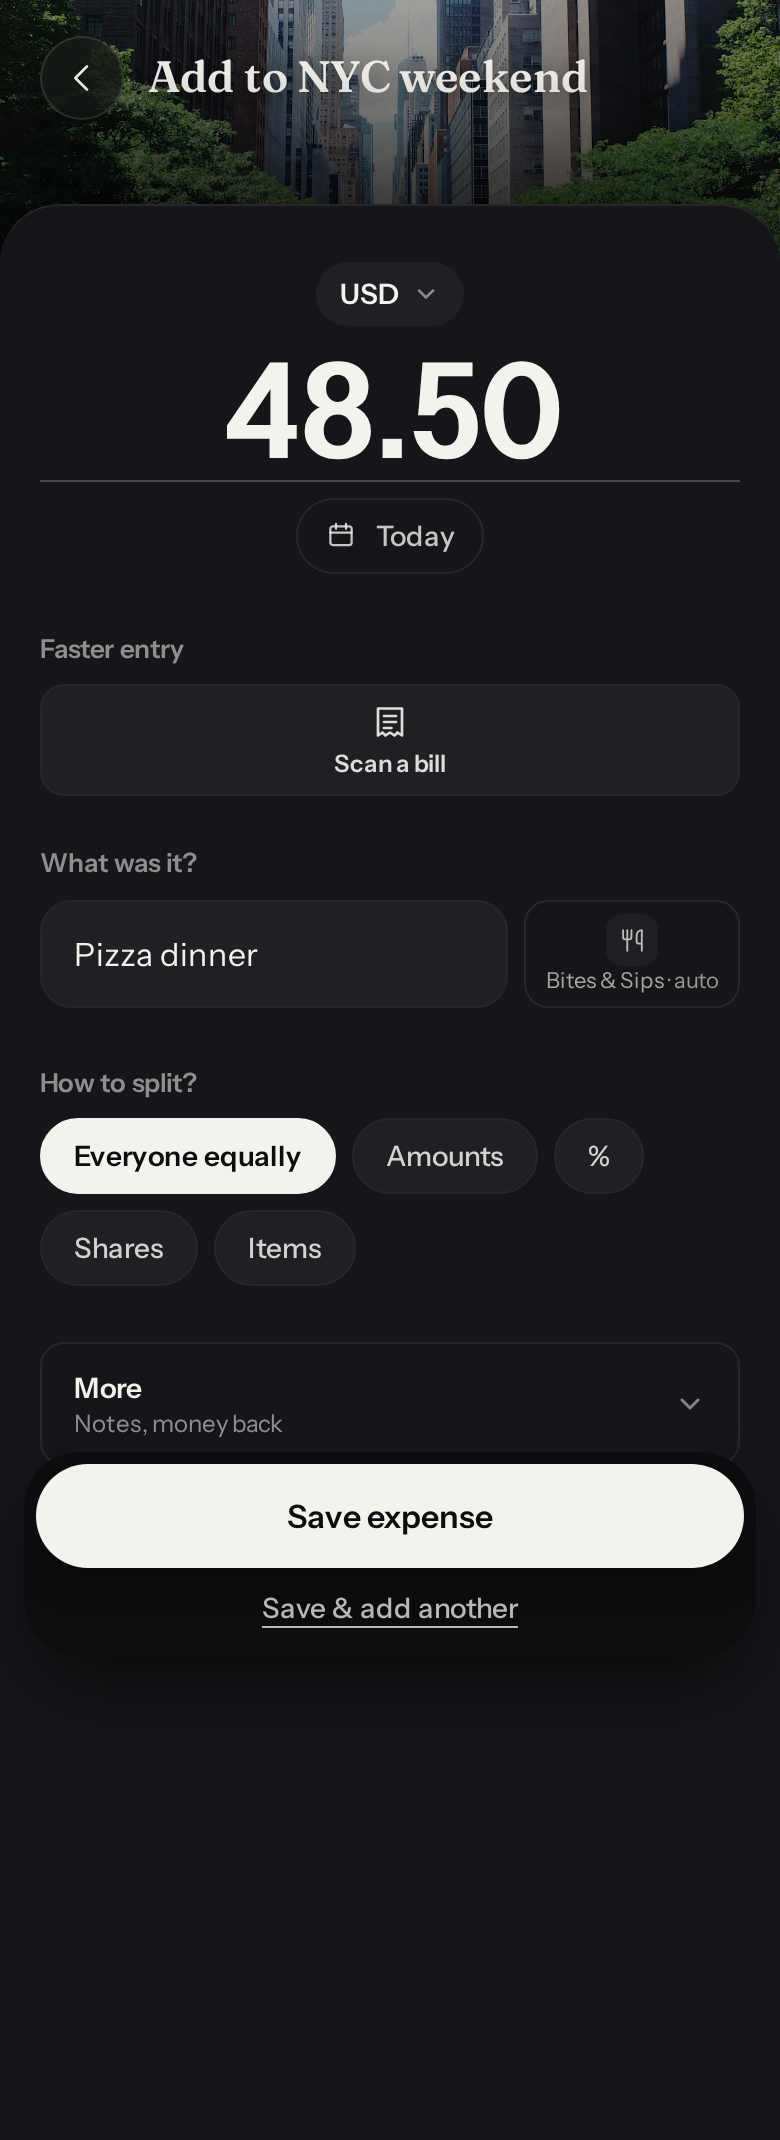 Add to NYC weekend
USD
48.50
Today
Faster entry
Scan a bill
What was it?
Pizza dinner
Bites & Sips · auto
How to split?
Everyone equally
Amounts
%
Shares
Items
More
Notes, money back
Save expense
Save & add another